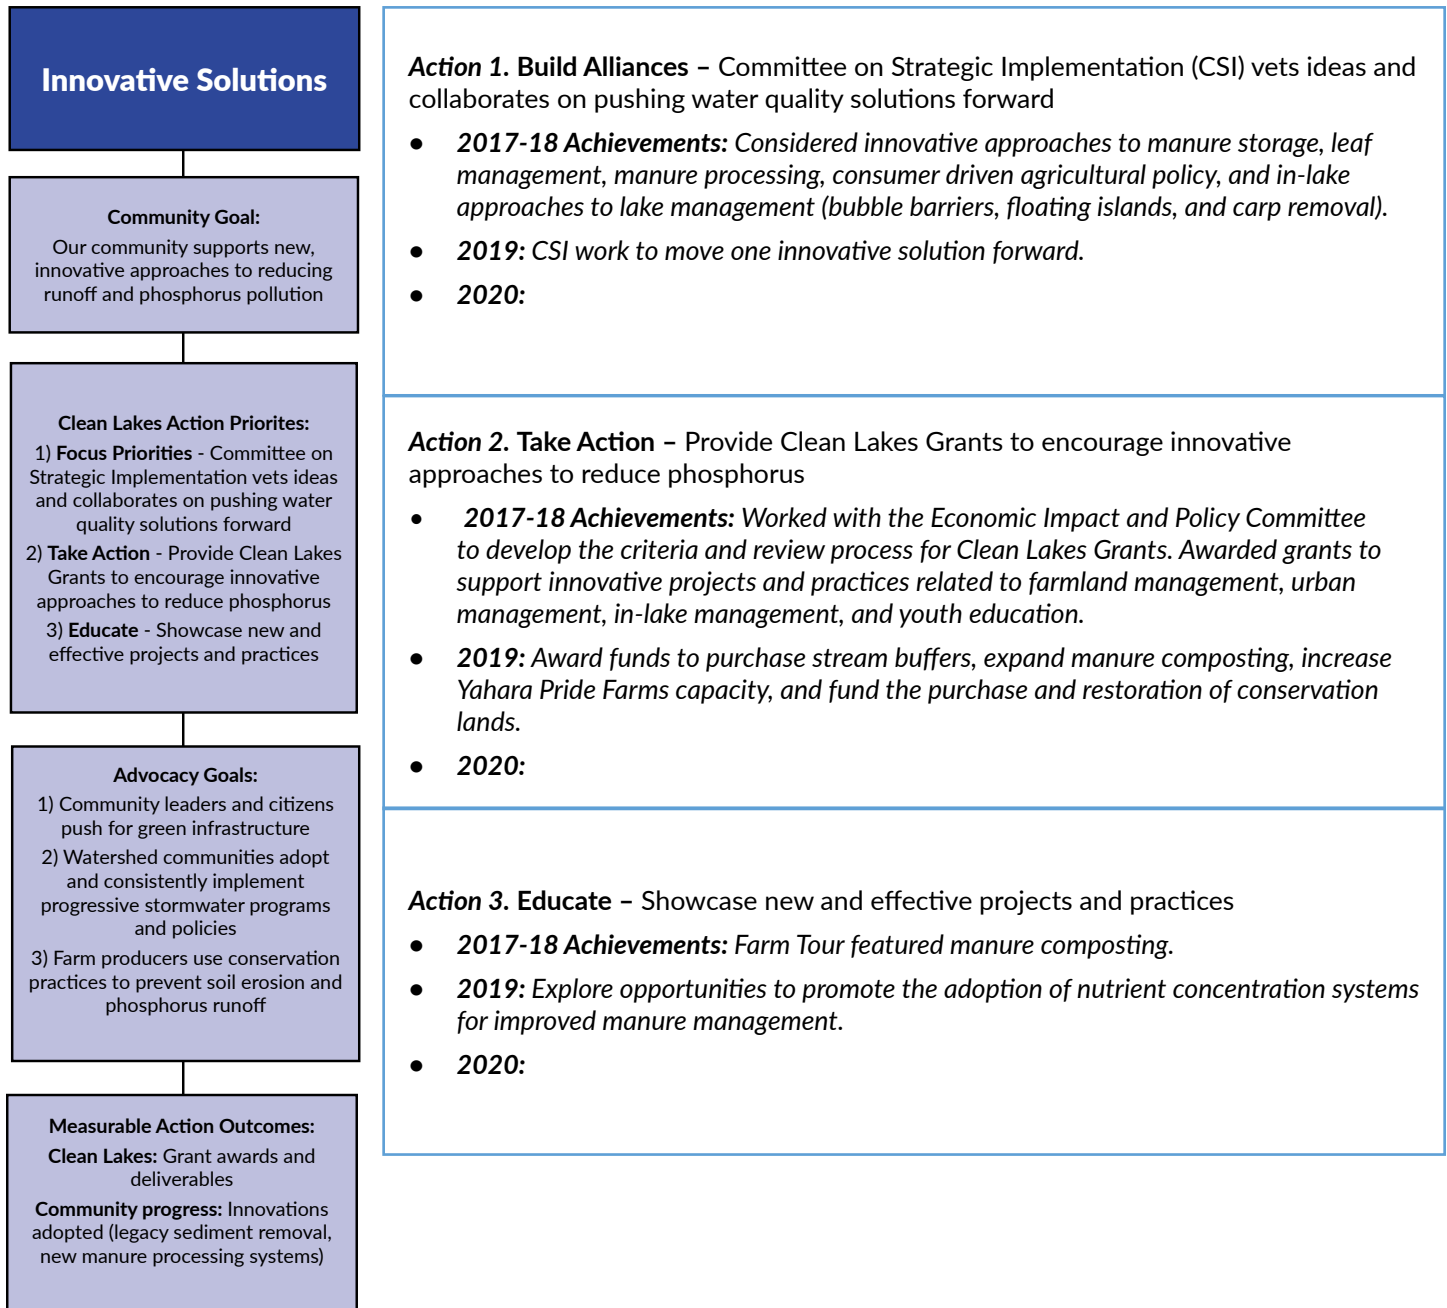 Innovative Solutions
Community Goal:
Our community supports new,
innovative approaches to reducing
runoff and phosphorus pollution
Clean Lakes Action Priorites:
1) Focus Priorities - Committee on
Strategic Implementation vets ideas
and collaborates on pushing water
quality solutions forward
2) Take Action - Provide Clean Lakes
Grants to encourage innovative
approaches to reduce phosphorus
3) Educate - Showcase new and
effective projects and practices
Advocacy Goals:
1) Community leaders and citizens
push for green infrastructure
2) Watershed communities adopt
and consistently implement
progressive stormwater programs
and policies
3) Farm producers use conservation
practices to prevent soil erosion and
phosphorus runoff
Measurable Action Outcomes:
Clean Lakes: Grant awards and
deliverables
Community progress: Innovations
adopted (legacy sediment removal,
new manure processing systems)
Action 1. Build Alliances – Committee on Strategic Implementation (CSI) vets ideas and
collaborates on pushing water quality solutions forward
• 2017-18 Achievements: Considered innovative approaches to manure storage, leaf
management, manure processing, consumer driven agricultural policy, and in-lake
approaches to lake management (bubble barriers, floating islands, and carp removal).
• 2019: CSI work to move one innovative solution forward.
• 2020:
Action 2. Take Action – Provide Clean Lakes Grants to encourage innovative
approaches to reduce phosphorus
• 2017-18 Achievements: Worked with the Economic Impact and Policy Committee
to develop the criteria and review process for Clean Lakes Grants. Awarded grants to
support innovative projects and practices related to farmland management, urban
management, in-lake management, and youth education.
• 2019: Award funds to purchase stream buffers, expand manure composting, increase
Yahara Pride Farms capacity, and fund the purchase and restoration of conservation
lands.
• 2020:
Action 3. Educate – Showcase new and effective projects and practices
• 2017-18 Achievements: Farm Tour featured manure composting.
• 2019: Explore opportunities to promote the adoption of nutrient concentration systems
for improved manure management.
• 2020: